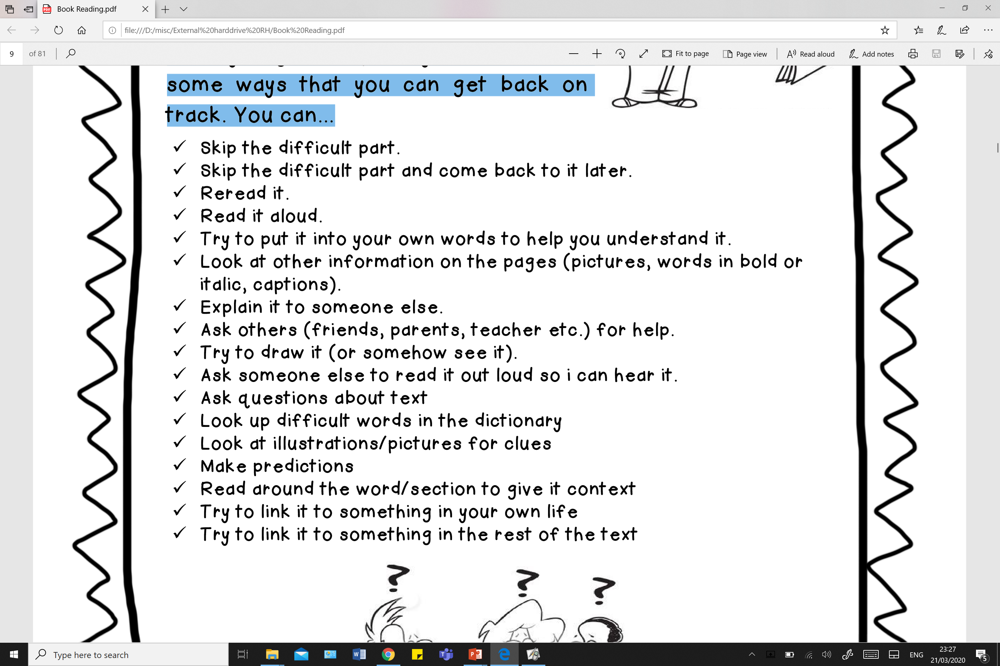 Book Reading.pdf
file:///D:/misc/External%20harddrive%20RH/Book%20Reading.pdf
9 of 81 Fit to page Page view Read aloud Add notes
some ways that you can get back on
track. You can...
✓ Skip the difficult part.
✓ Skip the difficult part and come back to it later.
✓ Reread it.
✓ Read it aloud.
✓ Try to put it into your own words to help you understand it.
✓ Look at other information on the pages (pictures, words in bold or
italic, captions).
✓ Explain it to someone else.
✓ Ask others (friends, parents, teacher etc.) for help.
✓ Try to draw it (or somehow see it).
✓ Ask someone else to read it out loud so i can hear it.
✓ Ask questions about text
✓ Look up difficult words in the dictionary
✓ Look at illustrations/pictures for clues
✓ Make predictions
✓ Read around the word/section to give it context
✓ Try to link it to something in your own life
✓ Try to link it to something in the rest of the text
? ? ?
Type here to search
ENG
23:27
21/03/2020
5